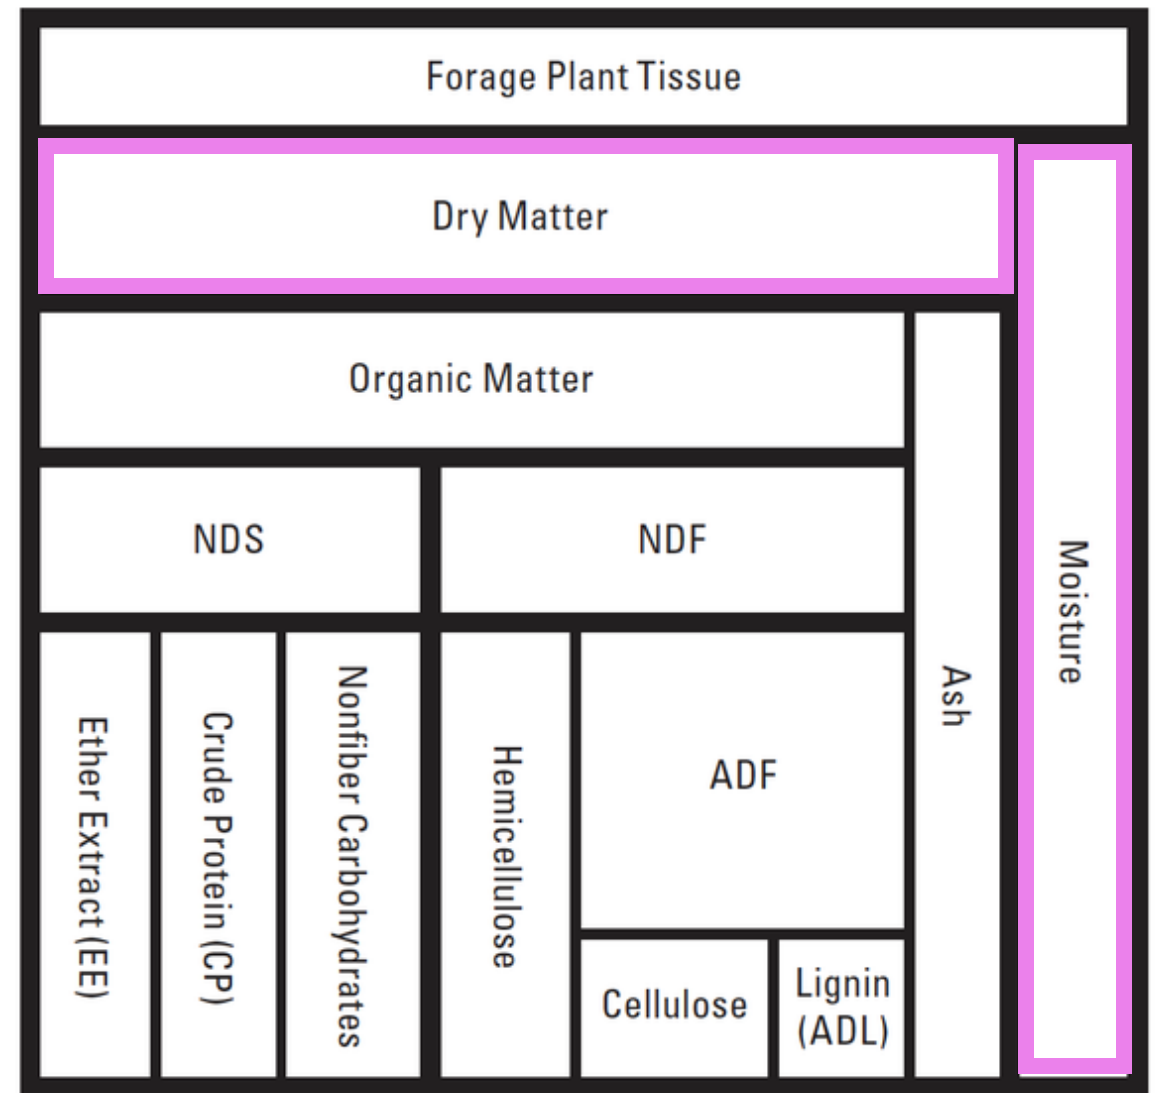 Forage Plant Tissue
Dry Matter
Moisture
Organic Matter
Ash
NDS
NDF
Ether Extract (EE)
Crude Protein (CP)
Nonfiber Carbohydrates
Hemicellulose
ADF
Cellulose
Lignin
(ADL)